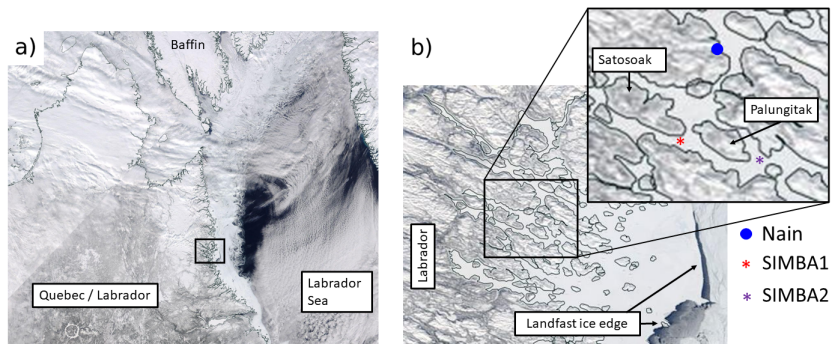 a)
Baffin
Quebec / Labrador
Labrador
Sea
b)
Satosoak
Palungitak
Labrador
Landfast ice edge
Nain
* SIMBA1
* SIMBA2